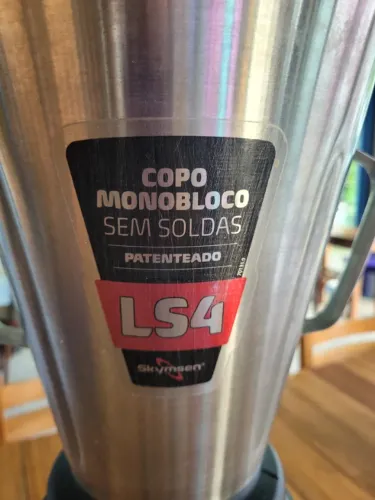 COPO
MONOBLOCO
SEM SOLDAS
PATENTEADO
LS4
Skymsen